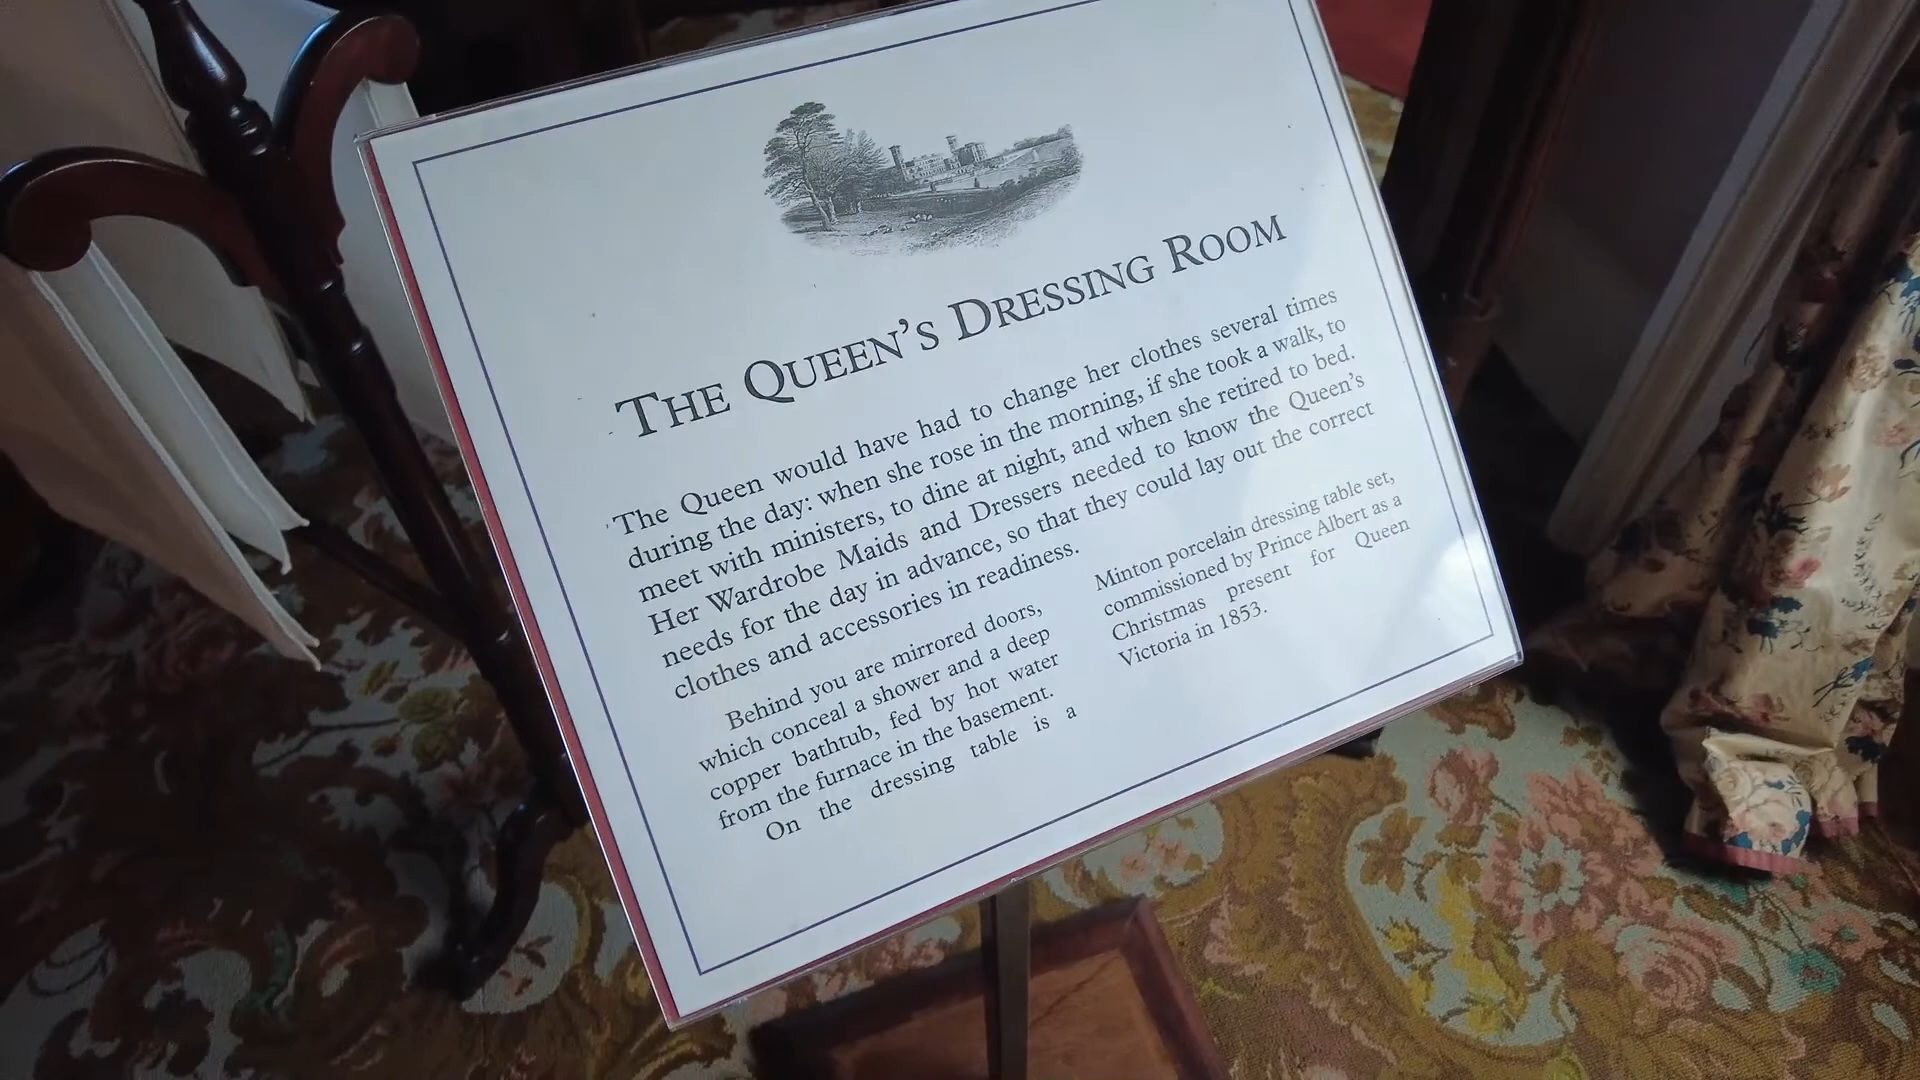 THE QUEEN'S DRESSING ROOM
The Queen would have had to change her clothes several times
during the day: when she rose in the morning, if she took a walk, to
meet with ministers, to dine at night, and when she retired to bed.
Her Wardrobe Maids and Dressers needed to know the Queen's
needs for the day in advance, so that they could lay out the correct
clothes and accessories in readiness.
Behind you are mirrored doors,
which conceal a shower and a deep
copper bathtub, fed by hot water
from the furnace in the basement.
On the dressing table is a
Minton porcelain dressing table set,
commissioned by Prince Albert as a
Christmas present for Queen
Victoria in 1853.